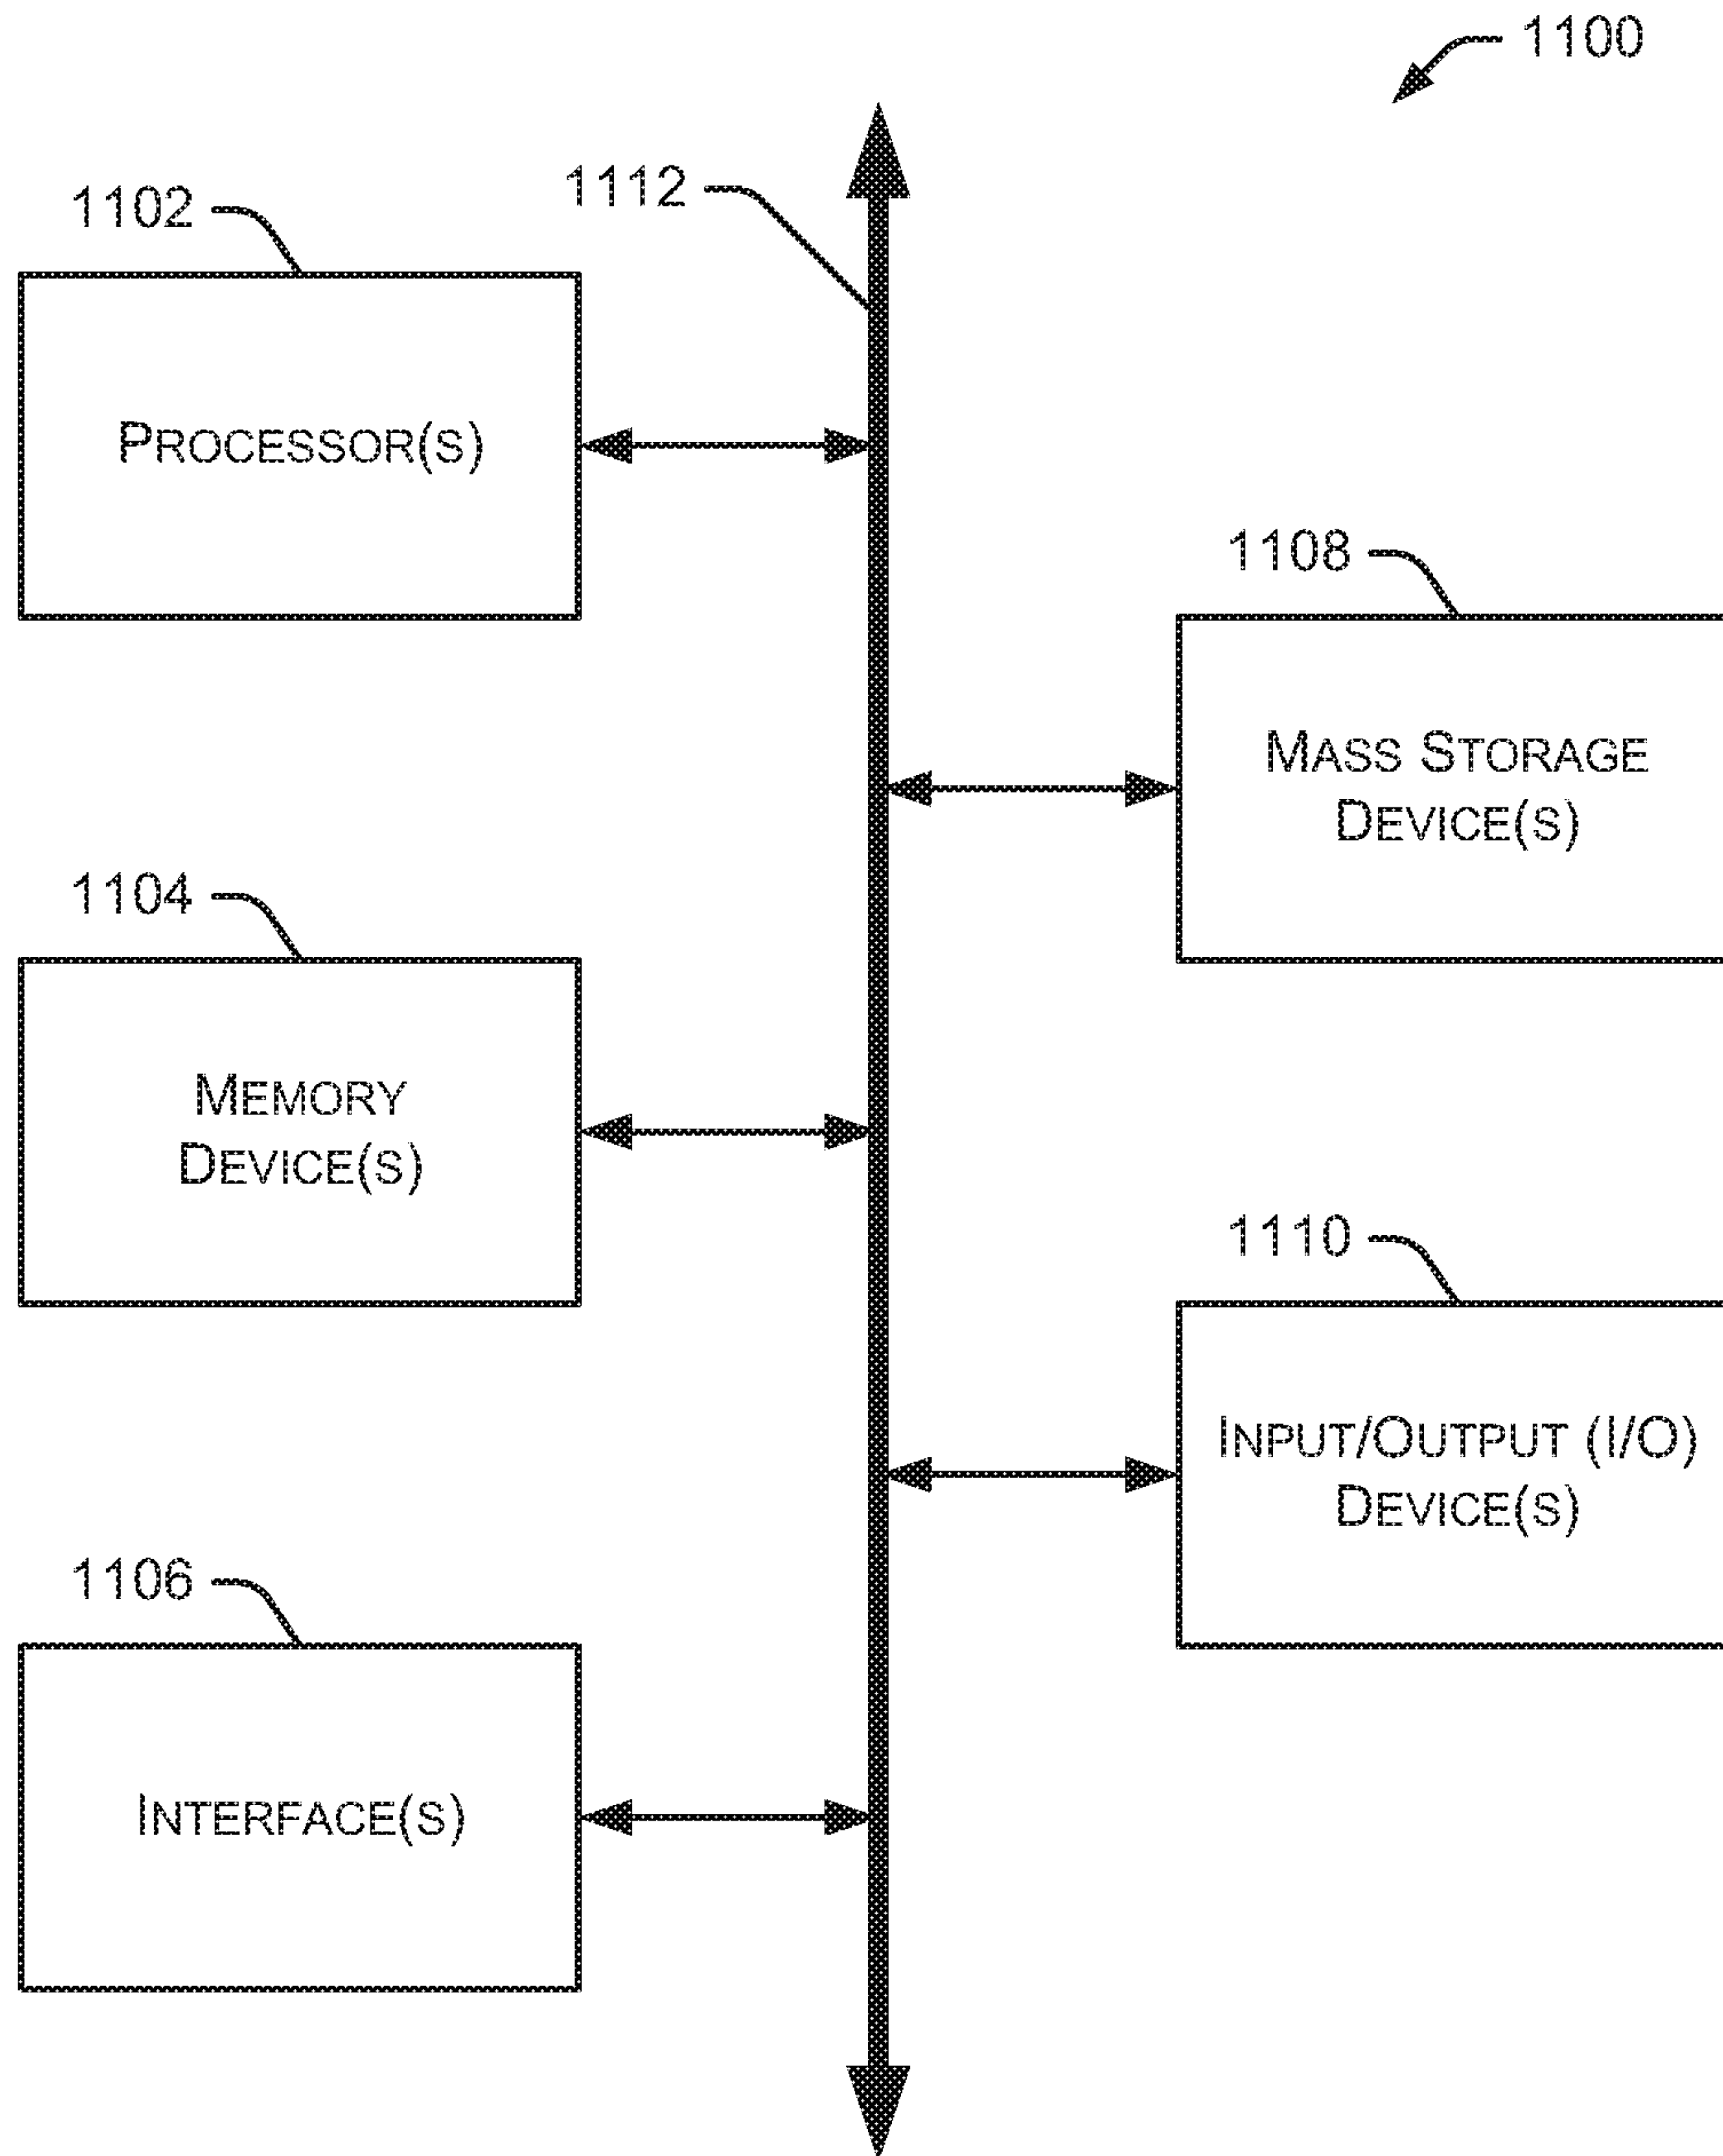 1100
1112
1102
PROCESSOR(S)
1108
MASS STORAGE
DEVICE(S)
1104
MEMORY
DEVICE(S)
1110
INPUT/OUTPUT (I/O)
DEVICE(S)
1106
INTERFACE(S)